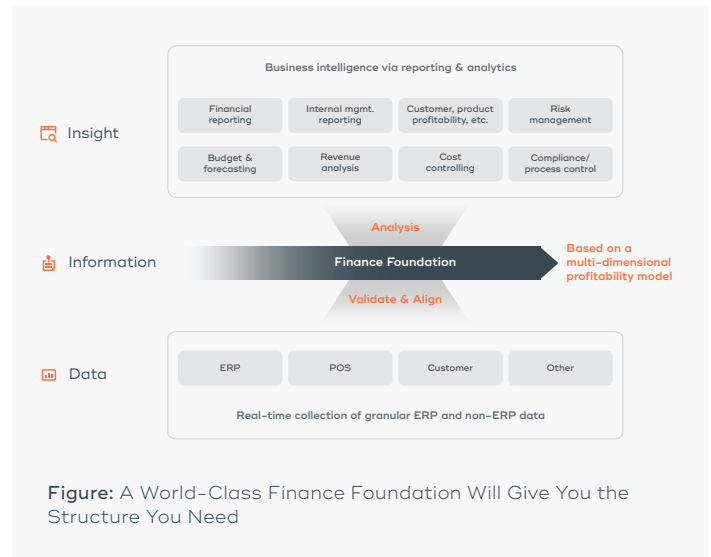 Business intelligence via reporting & analytics
Insight
Financial
reporting
Internal mgmt.
reporting
Customer, product
profitability, etc.
Risk
management
Budget &
forecasting
Revenue
analysis
Cost
controlling
Compliance/
process control
Analysis
Information
Finance Foundation
Based on a
multi-dimensional
profitability model
Validate & Align
Data
ERP
POS
Customer
Other
Real-time collection of granular ERP and non-ERP data
Figure: A World-Class Finance Foundation Will Give You the
Structure You Need